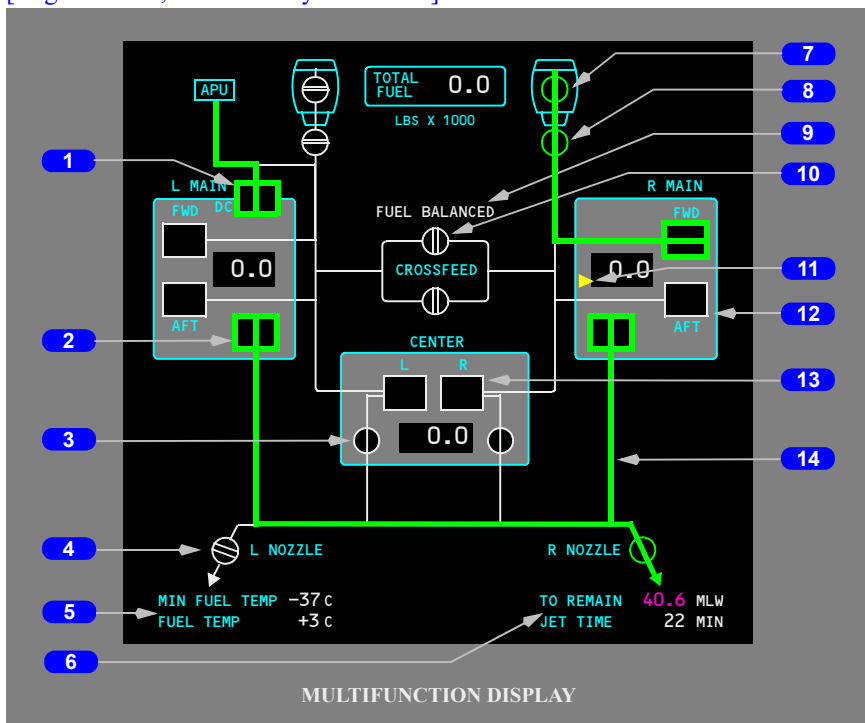 APU
TOTAL FUEL 0.0
LBS X 1000
7
8
9
10
1
L MAIN
R MAIN
FWD
DC
FUEL BALANCED
FWD
0.0
CROSSFEED
0.0
11
12
AFT
AFT
2
CENTER
L R
13
3
0.0
14
4
L NOZZLE
R NOZZLE
5
MIN FUEL TEMP -37 C
FUEL TEMP +3 C
TO REMAIN 40.6 MLW
JET TIME 22 MIN
6
MULTIFUNCTION DISPLAY